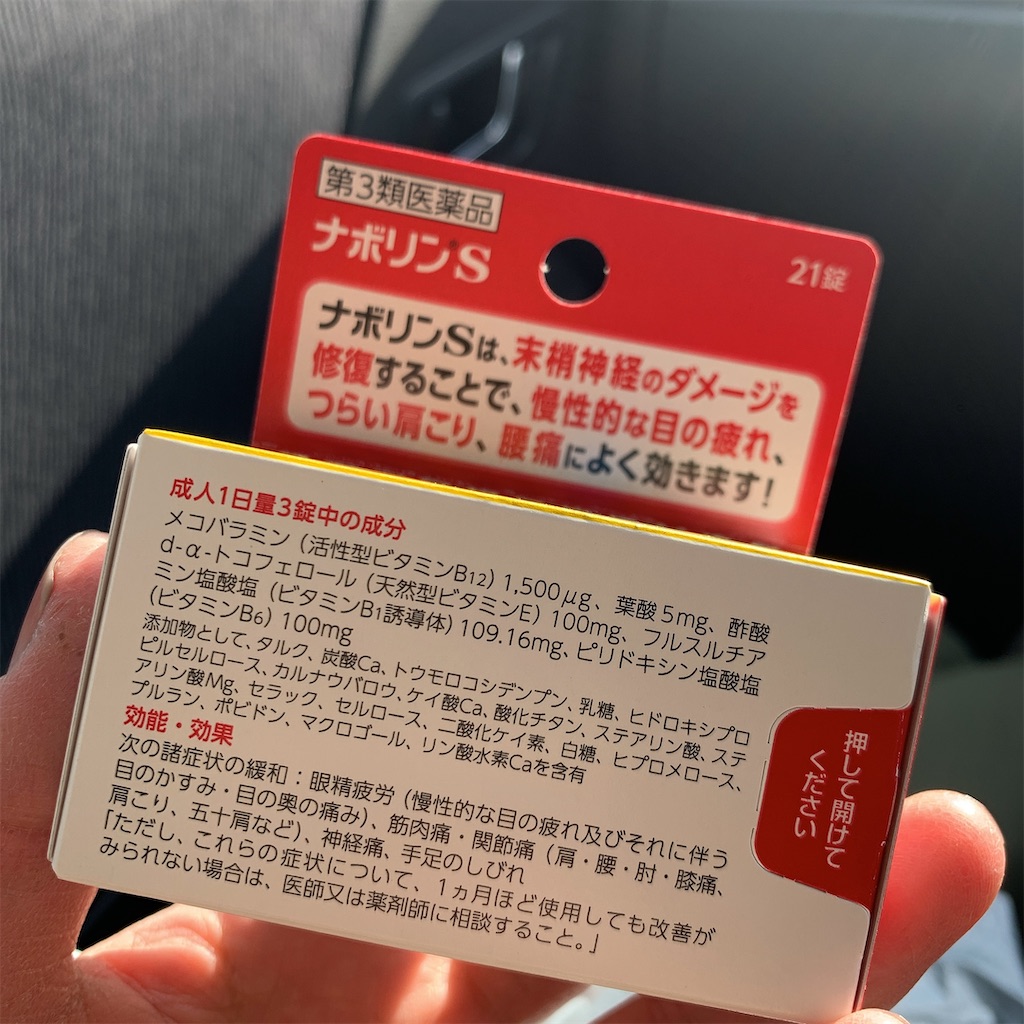 第3類医薬品
ナボリン®S
21錠
ナボリンSは、末梢神経のダメージを
修復することで、慢性的な目の疲れ、
つらい肩こり、腰痛によく効きます!
成人1日量3錠中の成分
メコバラミン(活性型ビタミンB12)1,500μg、葉酸5mg、酢酸
d-α-トコフェロール(天然型ビタミンE)100mg、フルスルチア
ミン塩酸塩(ビタミンB1誘導体)109.16mg、ピリドキシン塩酸塩
(ビタミンB6)100mg
添加物として、タルク、炭酸Ca、トウモロコシデンプン、乳糖、ヒドロキシプロ
ピルセルロース、カルナウバロウ、ケイ酸Ca、酸化チタン、ステアリン酸、ステ
アリン酸Mg、セラック、セルロース、二酸化ケイ素、白糖、ヒプロメロース、
プルラン、ポビドン、マクロゴール、リン酸水素Caを含有
効能・効果
次の諸症状の緩和:眼精疲労(慢性的な目の疲れ及びそれに伴う
目のかすみ・目の奥の痛み)、筋肉痛・関節痛(肩・腰・肘・膝痛、
肩こり、五十肩など)、神経痛、手足のしびれ
「ただし、これらの症状について、1ヵ月ほど使用しても改善が
みられない場合は、医師又は薬剤師に相談すること。」
押して開けて
ください